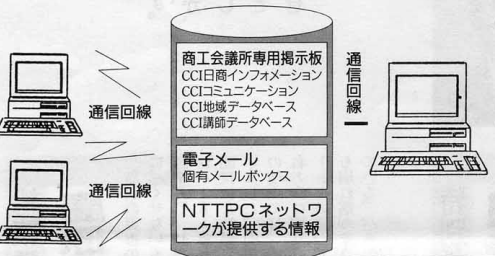 商工会議所専用掲示板
CCI日商インフォメーション
CCIコミュニケーション
CCI地域データベース
CCI講師データベース
電子メール
個有メールボックス
NTTPCネットワ
ークが提供する情報
通信回線
通信回線
通信回線